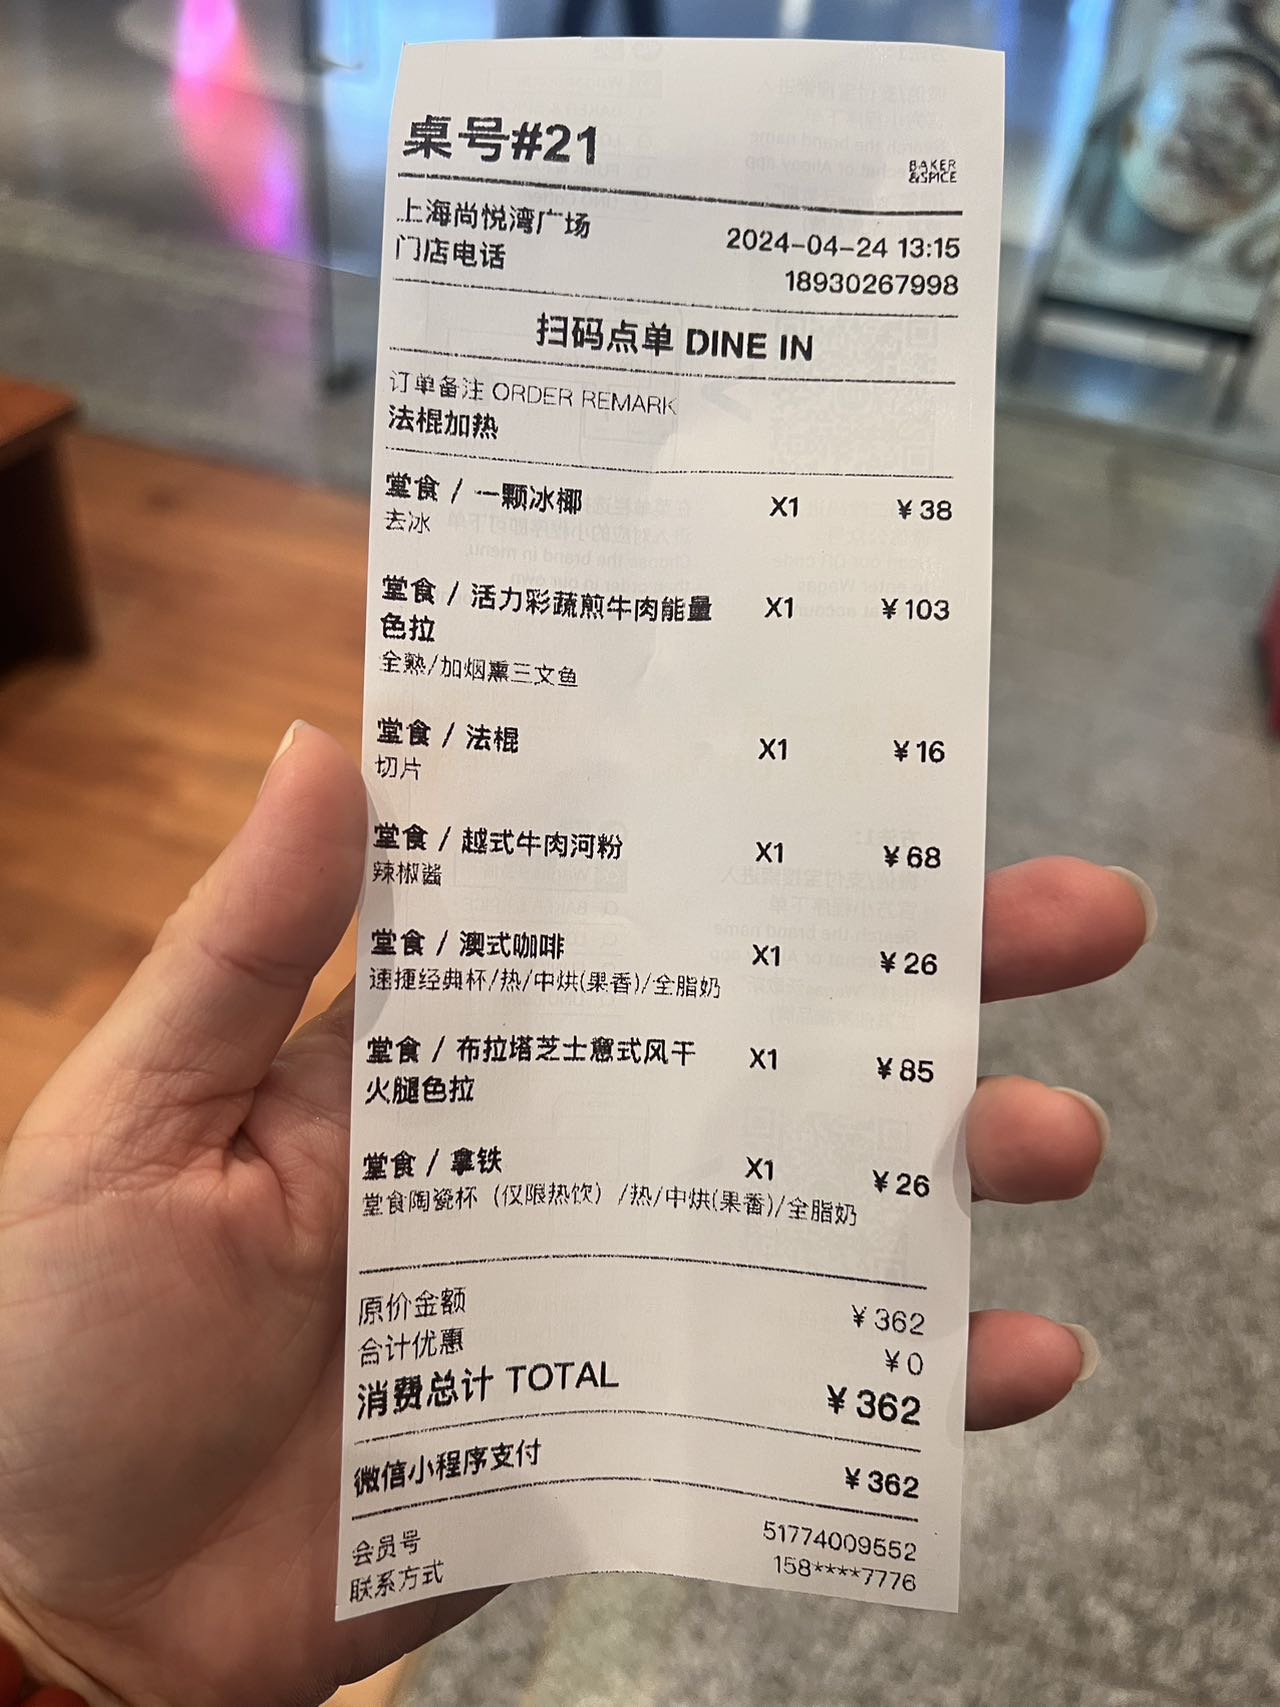 桌号#21
BAKER
&SPICE
上海尚悦湾广场 2024-04-24 13:15
门店电话 18930267998
扫码点单 DINE IN
订单备注 ORDER REMARK
法棍加热
堂食 / 一颗冰椰 X1 ¥38
去冰
堂食 / 活力彩蔬煎牛肉能量 X1 ¥103
色拉
全熟/加烟熏三文鱼
堂食 / 法棍 X1 ¥16
切片
堂食 / 越式牛肉河粉 X1 ¥68
辣椒酱
堂食 / 澳式咖啡 X1 ¥26
速捷经典杯/热/中烘(果香)/全脂奶
堂食 / 布拉塔芝士意式风干 X1 ¥85
火腿色拉
堂食 / 拿铁 X1 ¥26
堂食陶瓷杯（仅限热饮）/热/中烘(果香)/全脂奶
原价金额 ¥362
合计优惠 ¥0
消费总计 TOTAL ¥362
微信小程序支付 ¥362
会员号 51774009552
联系方式 158****7776